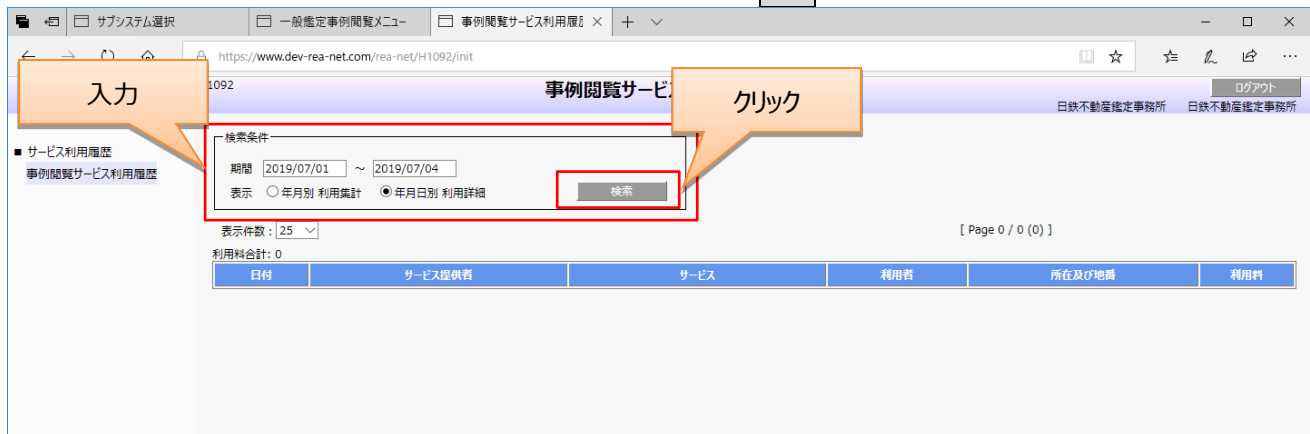 サブシステム選択
一般鑑定事例閲覧メニュー
事例閲覧サービス利用履歴
https://www.dev-rea-net.com/rea-net/H1092/init
入力
1092
事例閲覧サービス
クリック
ログアウト
日鉄不動産鑑定事務所 日鉄不動産鑑定事務所
■ サービス利用履歴
事例閲覧サービス利用履歴
検索条件
期間 2019/07/01 ～ 2019/07/04
表示 年月別 利用集計 年月日別 利用詳細 検索
表示件数 : 25
[ Page 0 / 0 (0) ]
利用料合計: 0
日付 サービス提供者 サービス 利用者 所在及び地番 利用料